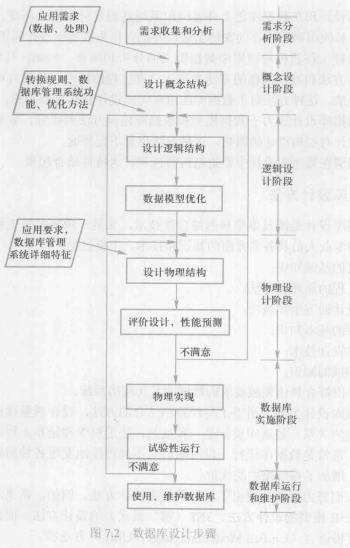 应用需求
(数据、处理)
需求收集和分析
需求分
析阶段
转换规则、数
据库管理系统功
能、优化方法
设计概念结构
概念设
计阶段
设计逻辑结构
数据模型优化
逻辑设
计阶段
应用要求,
数据库管理
系统详细特征
设计物理结构
评价设计,性能预测
物理设
计阶段
不满意
物理实现
试验性运行
数据库
实施阶段
不满意
使用、维护数据库
数据库运行
和维护阶段
图 7.2 数据库设计步骤